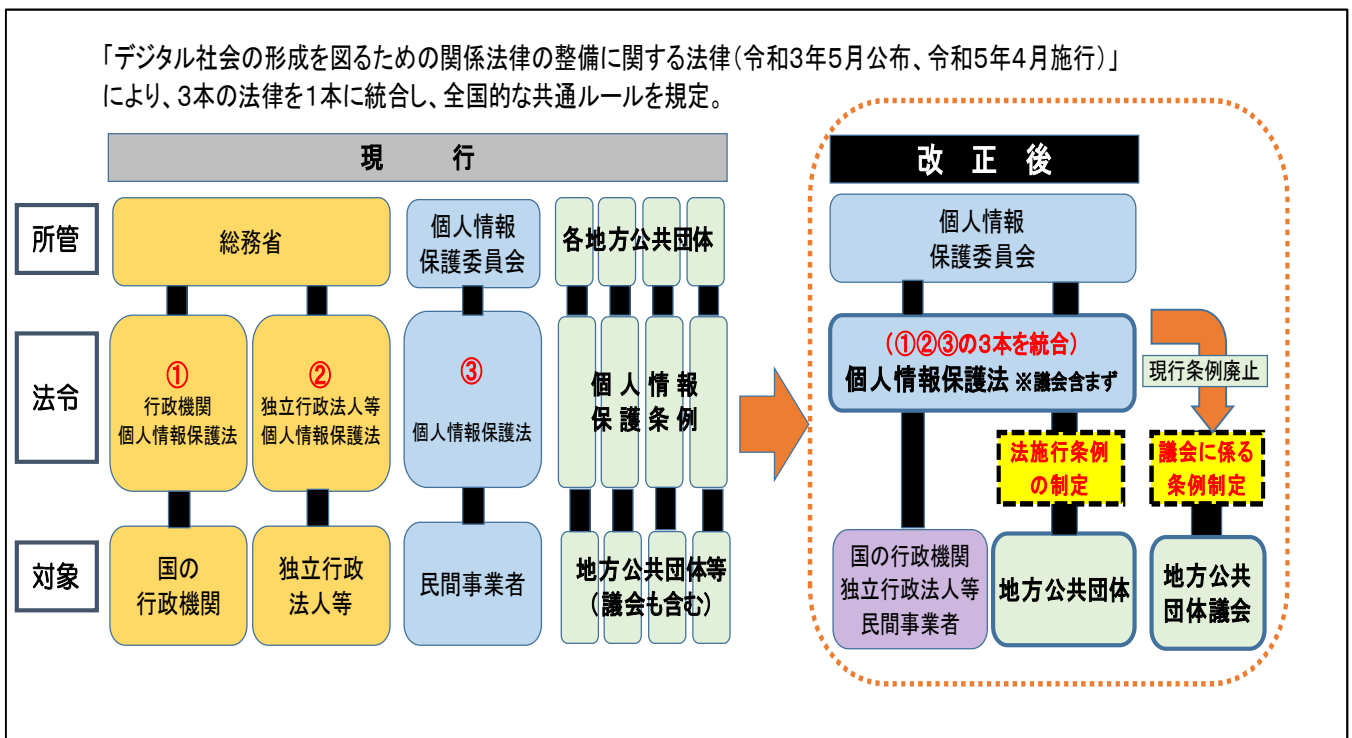 「デジタル社会の形成を図るための関係法律の整備に関する法律(令和3年5月公布、令和5年4月施行)」
により、3本の法律を1本に統合し、全国的な共通ルールを規定。
現 行
所管
総務省
個人情報
保護委員会
各地方公共団体
法令
①
行政機関
個人情報保護法
②
独立行政法人等
個人情報保護法
③
個人情報保護法
個人情報
保護条例
対象
国の
行政機関
独立行政
法人等
民間事業者
地方公共団体等
(議会も含む)
改 正 後
個人情報
保護委員会
(①②③の3本を統合)
個人情報保護法 ※議会含まず
現行条例廃止
法施行条例
の制定
議会に係る
条例制定
国の行政機関
独立行政法人等
民間事業者
地方公共団体
地方公共
団体議会